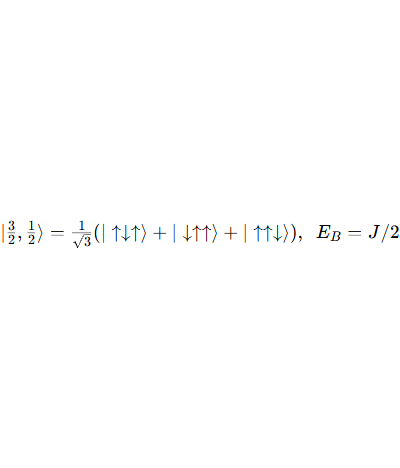 |3/2, 1/2⟩ = 1/√3 (| ↑↓↑⟩ + | ↓↑↑⟩ + | ↑↑↓⟩), E_B = J/2